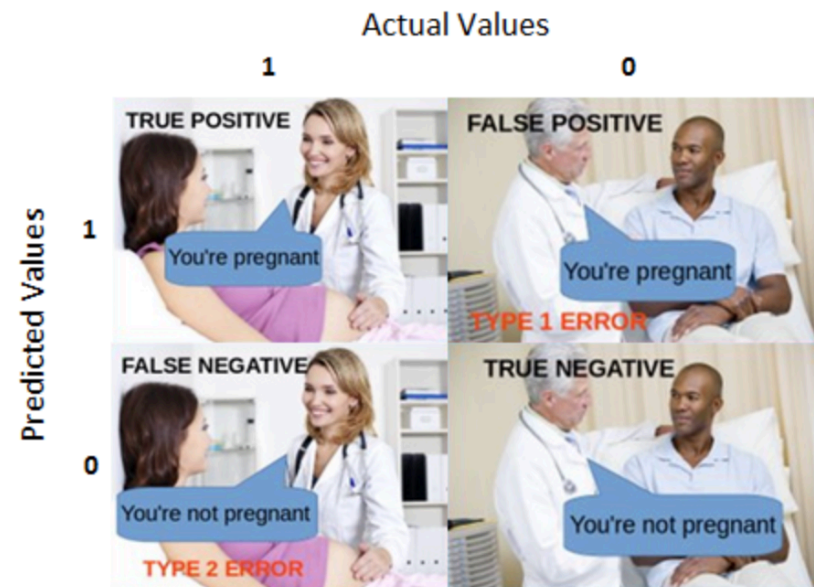 Actual Values
1
0
TRUE POSITIVE
FALSE POSITIVE
Predicted Values
1
You're pregnant
You're pregnant
TYPE 1 ERROR
FALSE NEGATIVE
TRUE NEGATIVE
0
You're not pregnant
You're not pregnant
TYPE 2 ERROR